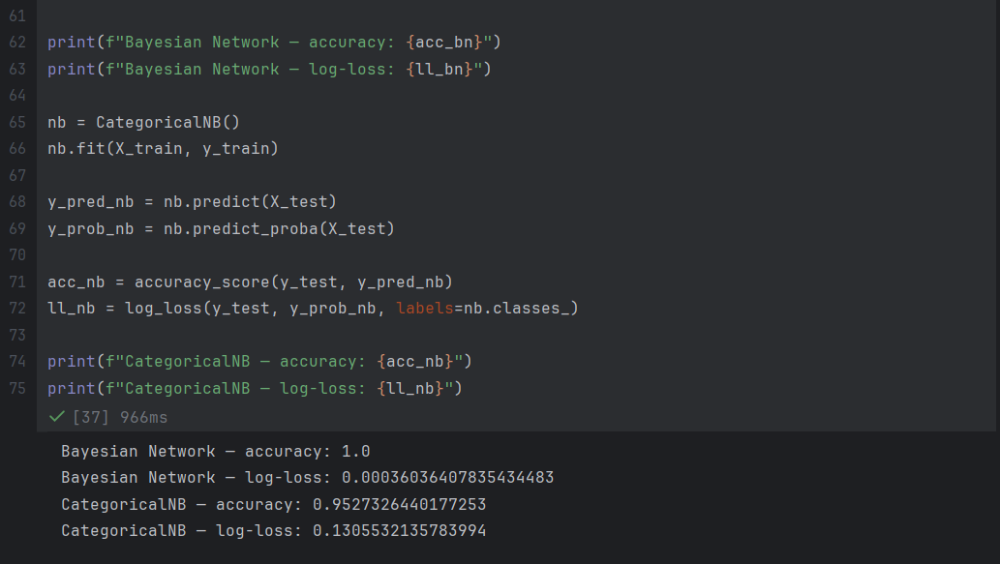 61
62 print(f"Bayesian Network — accuracy: {acc_bn}")
63 print(f"Bayesian Network — log-loss: {ll_bn}")
64
65 nb = CategoricalNB()
66 nb.fit(X_train, y_train)
67
68 y_pred_nb = nb.predict(X_test)
69 y_prob_nb = nb.predict_proba(X_test)
70
71 acc_nb = accuracy_score(y_test, y_pred_nb)
72 ll_nb = log_loss(y_test, y_prob_nb, labels=nb.classes_)
73
74 print(f"CategoricalNB — accuracy: {acc_nb}")
75 print(f"CategoricalNB — log-loss: {ll_nb}")
✓ [37] 966ms
Bayesian Network — accuracy: 1.0
Bayesian Network — log-loss: 0.00036036407835434483
CategoricalNB — accuracy: 0.9527326440177253
CategoricalNB — log-loss: 0.1305532135783994